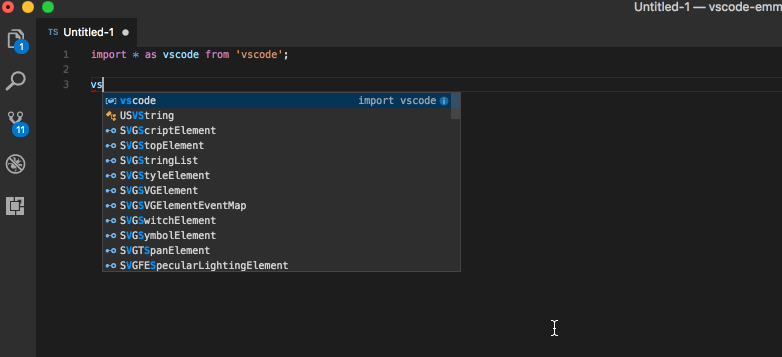 Untitled-1 — vscode-emm
TS Untitled-1
1 import * as vscode from 'vscode';
2
3 vs
vscode import vscode
USVString
SVGScriptElement
SVGStopElement
SVGStringList
SVGStyleElement
SVGSVGElement
SVGSVGElementEventMap
SVGSwitchElement
SVGSymbolElement
SVGTSpanElement
SVGFESpecularLightingElement
1
11